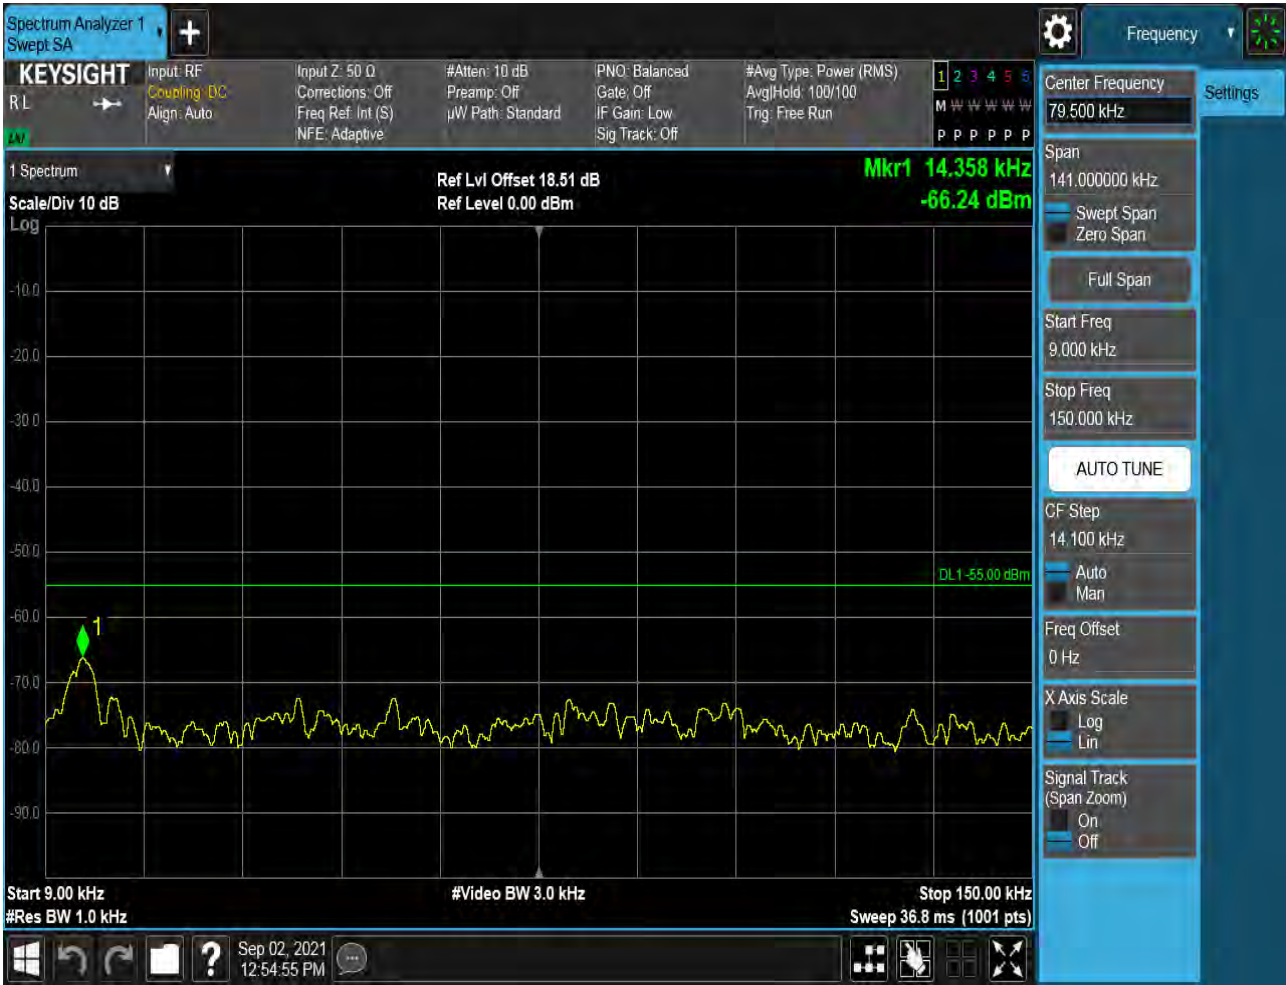 Spectrum Analyzer 1
Swept SA
Frequency
KEYSIGHT
R L
LXI
Input: RF
Coupling: DC
Align: Auto
Input Z: 50 Ω
Corrections: Off
Freq Ref: Int (S)
NFE: Adaptive
#Atten: 10 dB
Preamp: Off
µW Path: Standard
PNO: Balanced
Gate: Off
IF Gain: Low
Sig Track: Off
#Avg Type: Power (RMS)
Avg|Hold: 100/100
Trig: Free Run
1 2 3 4 5 6
M W W W W W
P P P P P P
1 Spectrum
Scale/Div 10 dB
Log
Ref Lvl Offset 18.51 dB
Ref Level 0.00 dBm
Mkr1 14.358 kHz
-66.24 dBm
-10.0
-20.0
-30.0
-40.0
-50.0
DL1 -55.00 dBm
-60.0
1
-70.0
-80.0
-90.0
Start 9.00 kHz
#Res BW 1.0 kHz
#Video BW 3.0 kHz
Stop 150.00 kHz
Sweep 36.8 ms (1001 pts)
Sep 02, 2021
12:54:55 PM
Center Frequency
79.500 kHz
Settings
Span
141.000000 kHz
Swept Span
Zero Span
Full Span
Start Freq
9.000 kHz
Stop Freq
150.000 kHz
AUTO TUNE
CF Step
14.100 kHz
Auto
Man
Freq Offset
0 Hz
X Axis Scale
Log
Lin
Signal Track
(Span Zoom)
On
Off